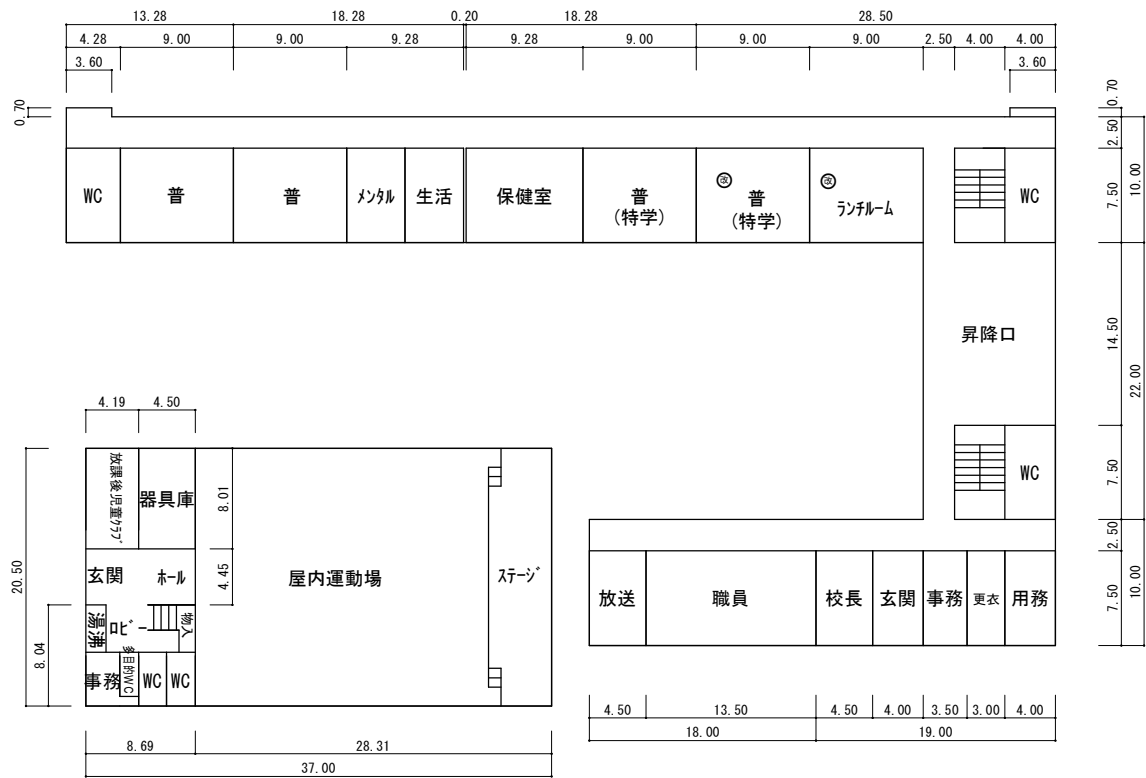 13.28 18.28 0.20 18.28 28.50
4.28 9.00 9.00 9.28 9.28 9.00 9.00 9.00 2.50 4.00 4.00
3.60 3.60
0.70 0.70
2.50
10.00
7.50
WC 普 普 メンタル 生活 保健室 普 改 普 改 ランチルーム WC
(特学) (特学)
14.50
22.00
昇降口
4.19 4.50
7.50
WC
放課後児童クラブ 器具庫 8.01
20.50 玄関 ホール 4.45 屋内運動場 ステージ
2.50
10.00
7.50
放送 職員 校長 玄関 事務 更衣 用務
湯沸 ロビー 物入
8.04
事務 多目的WC WC WC
4.50 13.50 4.50 4.00 3.50 3.00 4.00
18.00 19.00
8.69 28.31
37.00